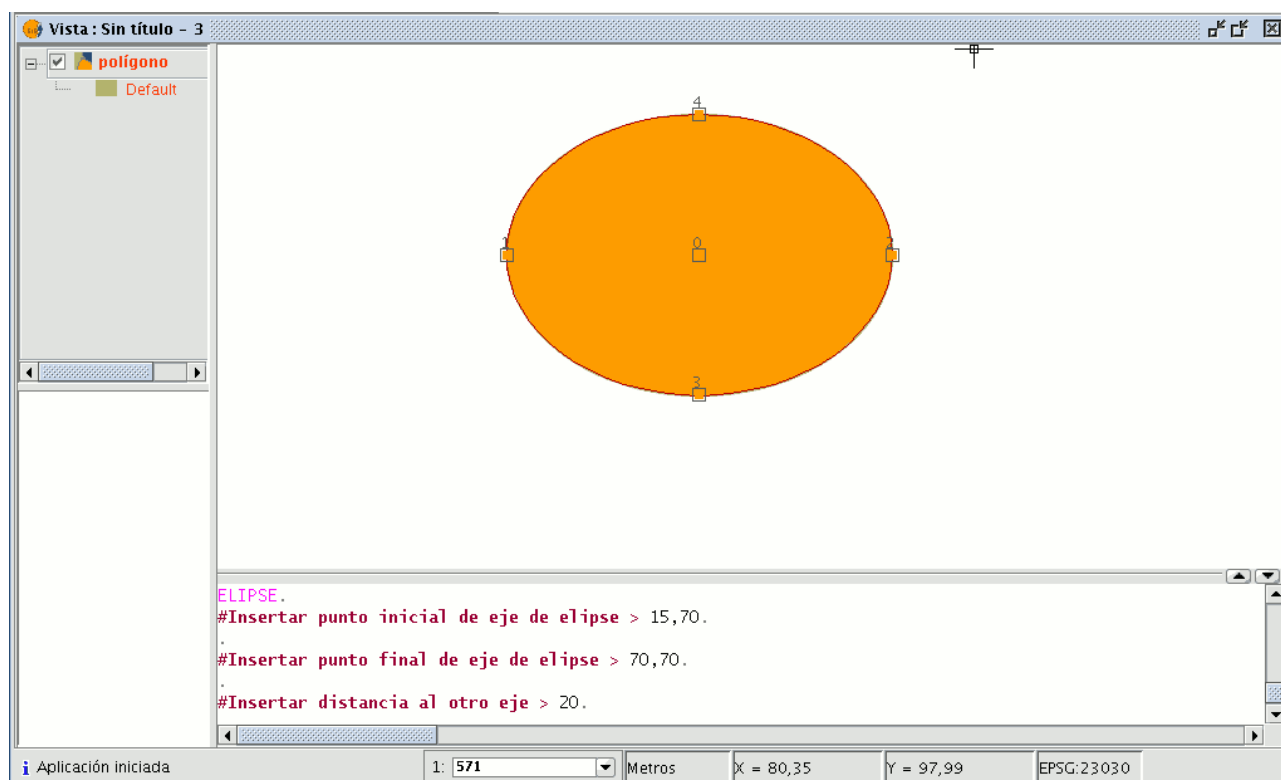 Vista : Sin título - 3
polígono
Default
4
1
0
2
3
ELIPSE.
#Insertar punto inicial de eje de elipse > 15,70.
.
#Insertar punto final de eje de elipse > 70,70.
.
#Insertar distancia al otro eje > 20.
i Aplicación iniciada
1: 571
Metros
X = 80,35
Y = 97,99
EPSG:23030